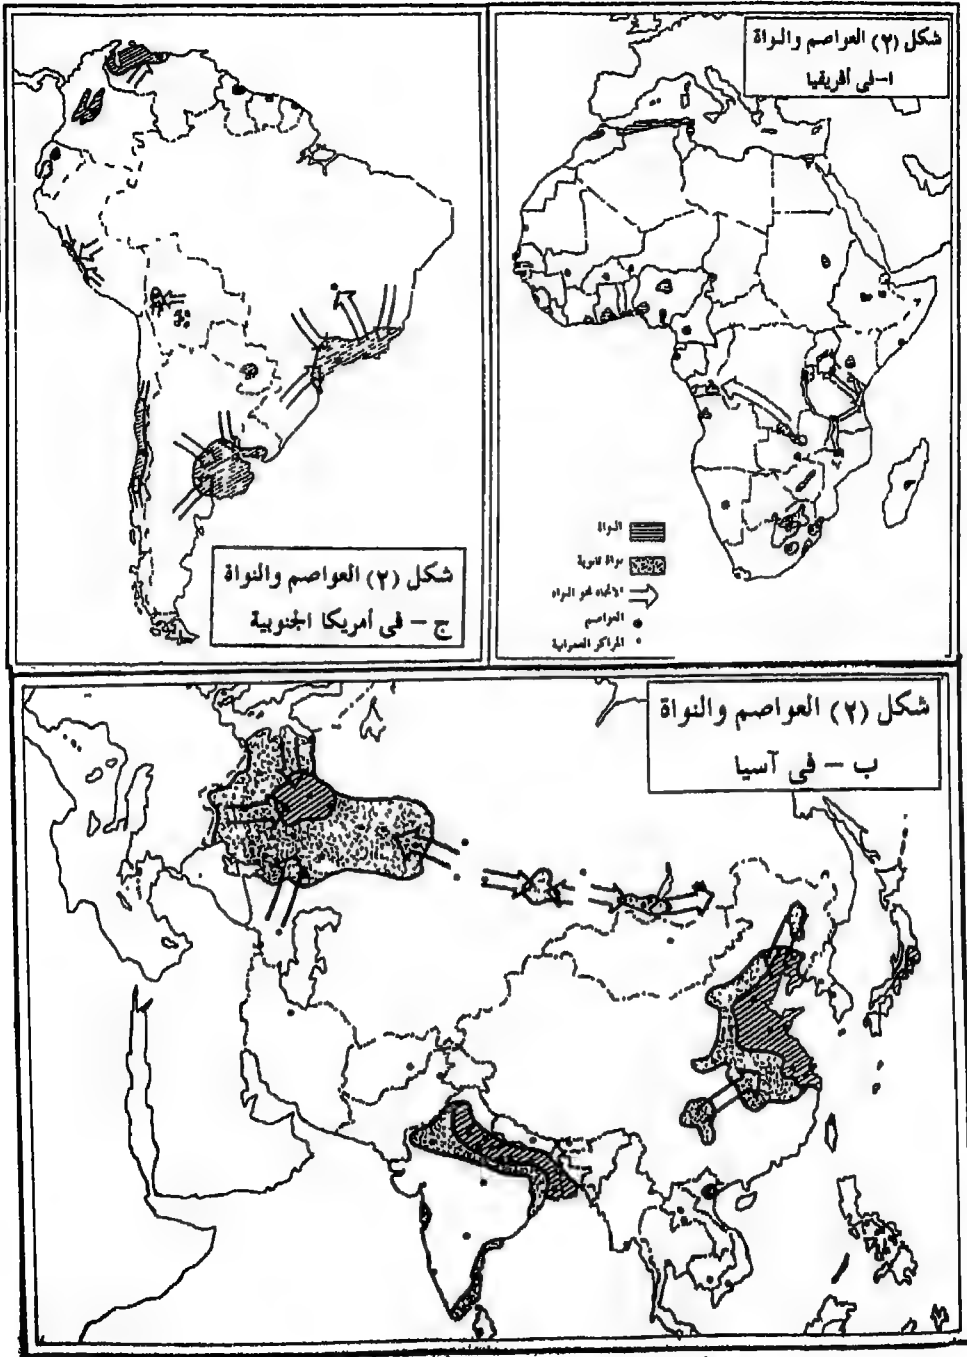 شكل (٢) العواصم والنواة
ا-في أفريقيا
النواة
نواة ثانوية
الاتجاه نحو النواة
العواصم
المراكز العمرانية
شكل (٢) العواصم والنواة
ج - في أمريكا الجنوبية
شكل (٢) العواصم والنواة
ب - في آسيا